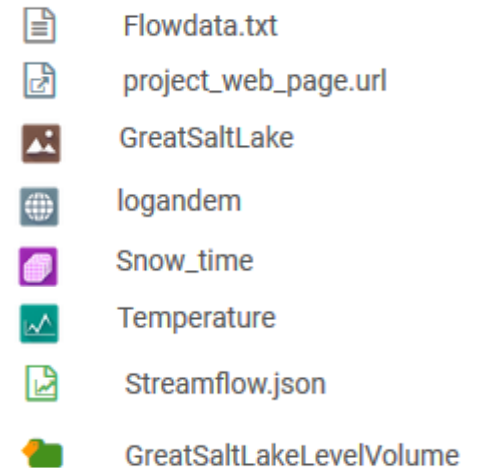 Flowdata.txt
project_web_page.url
GreatSaltLake
logandem
Snow_time
Temperature
Streamflow.json
GreatSaltLakeLevelVolume